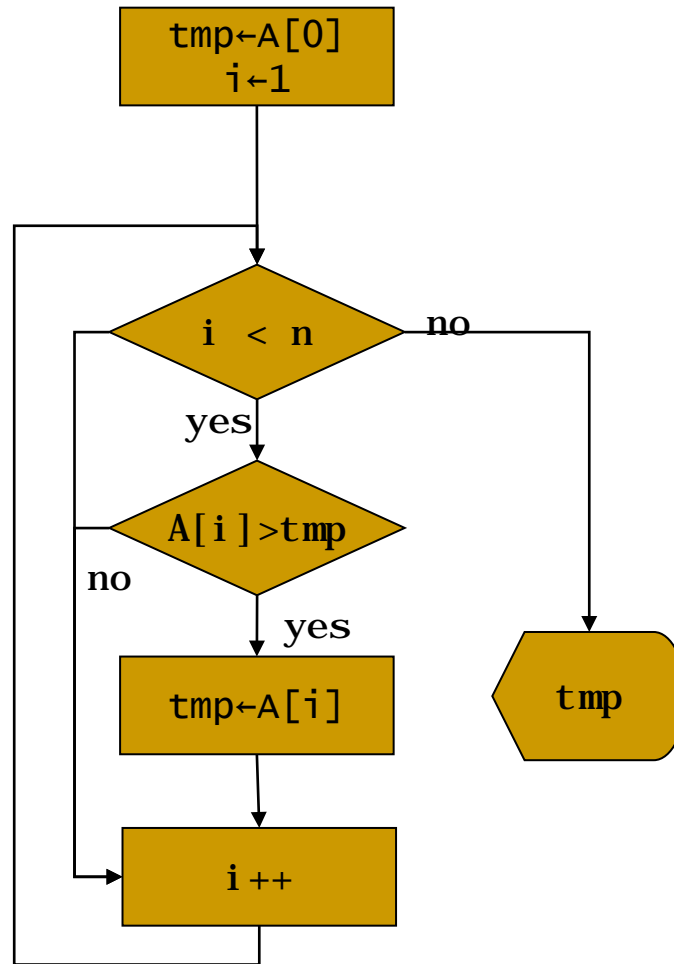 tmp←A[0]
i←1
i < n
no
yes
A[i]>tmp
no
yes
tmp←A[i]
tmp
i++